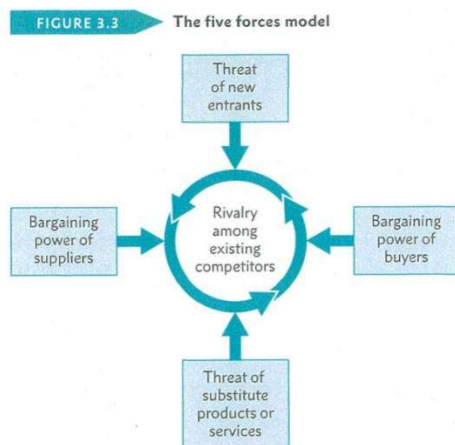 FIGURE 3.3
The five forces model
Threat
of new
entrants
Bargaining
power of
suppliers
Rivalry
among
existing
competitors
Bargaining
power of
buyers
Threat of
substitute
products or
services